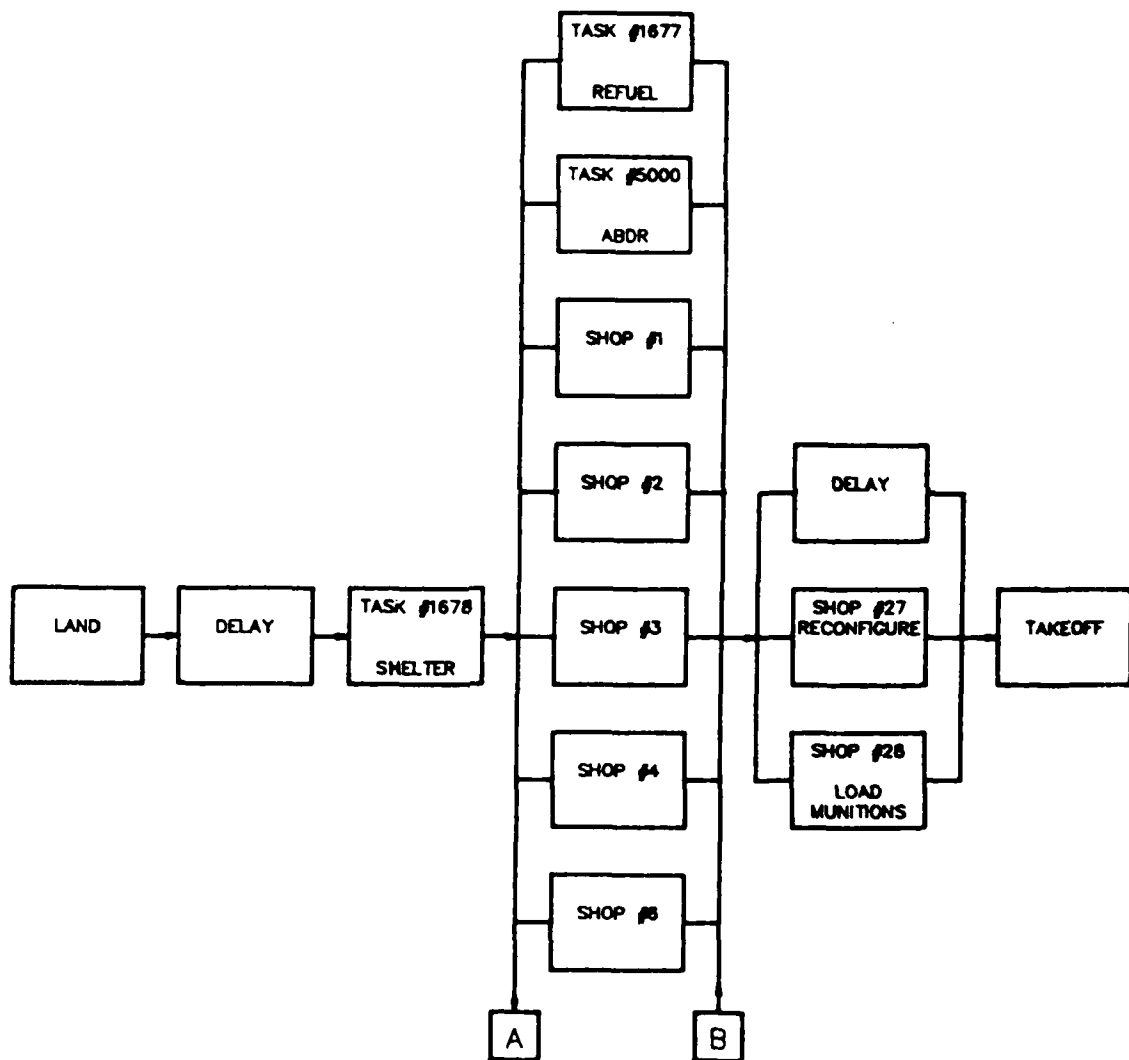 TASK #1677
REFUEL
TASK #5000
ABDR
SHOP #1
SHOP #2
DELAY
LAND
DELAY
TASK #1678
SHELTER
SHOP #3
SHOP #27
RECONFIGURE
TAKEOFF
SHOP #4
SHOP #28
LOAD
MUNITIONS
SHOP
A
B